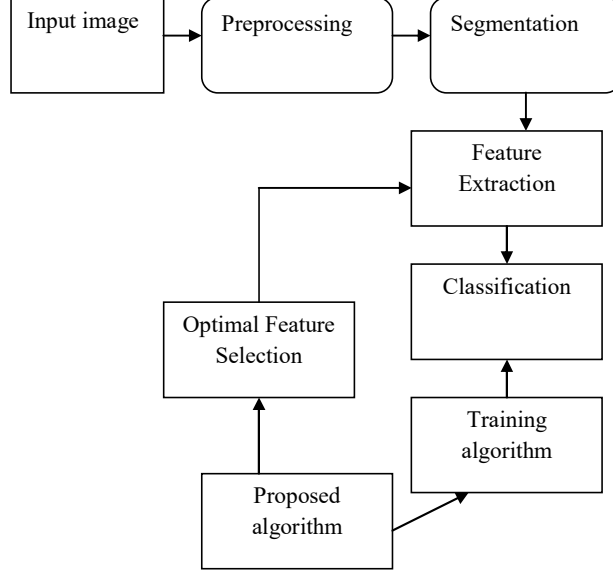 Input image
Preprocessing
Segmentation
Feature
Extraction
Classification
Optimal Feature
Selection
Training
algorithm
Proposed
algorithm